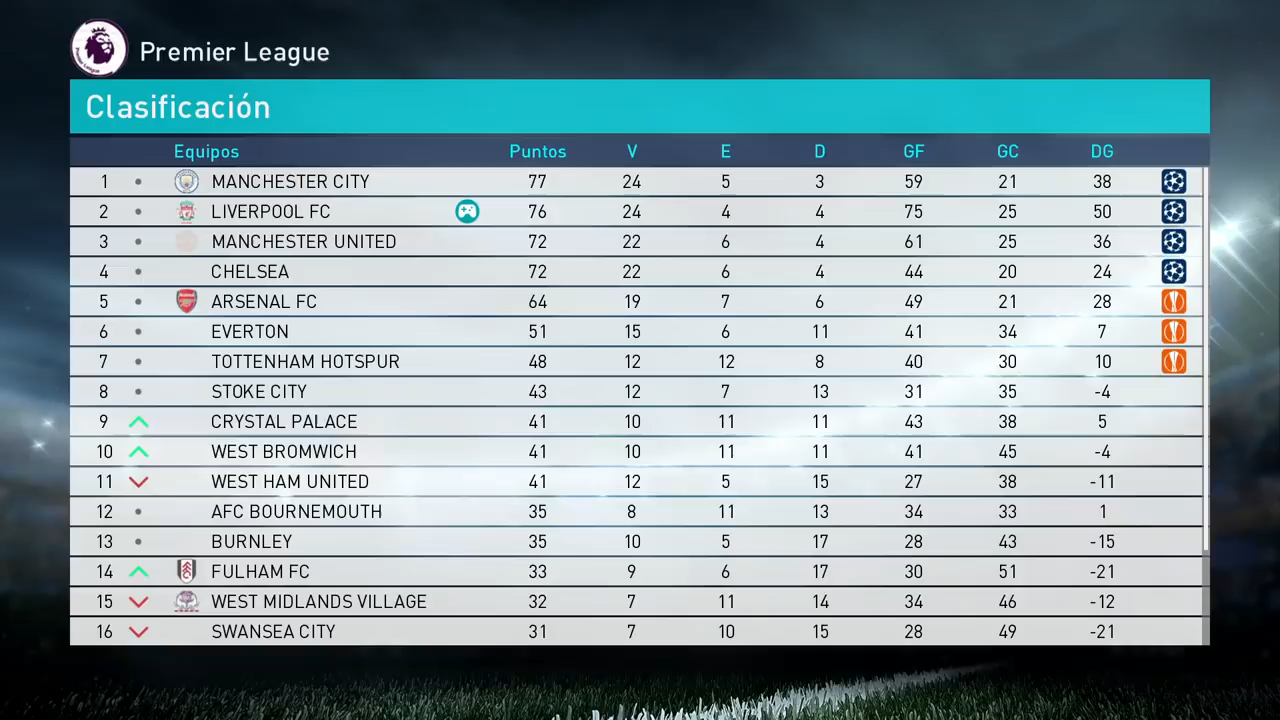 Premier League
Clasificación
Equipos Puntos V E D GF GC DG
1 MANCHESTER CITY 77 24 5 3 59 21 38
2 LIVERPOOL FC 76 24 4 4 75 25 50
3 MANCHESTER UNITED 72 22 6 4 61 25 36
4 CHELSEA 72 22 6 4 44 20 24
5 ARSENAL FC 64 19 7 6 49 21 28
6 EVERTON 51 15 6 11 41 34 7
7 TOTTENHAM HOTSPUR 48 12 12 8 40 30 10
8 STOKE CITY 43 12 7 13 31 35 -4
9 CRYSTAL PALACE 41 10 11 11 43 38 5
10 WEST BROMWICH 41 10 11 11 41 45 -4
11 WEST HAM UNITED 41 12 5 15 27 38 -11
12 AFC BOURNEMOUTH 35 8 11 13 34 33 1
13 BURNLEY 35 10 5 17 28 43 -15
14 FULHAM FC 33 9 6 17 30 51 -21
15 WEST MIDLANDS VILLAGE 32 7 11 14 34 46 -12
16 SWANSEA CITY 31 7 10 15 28 49 -21